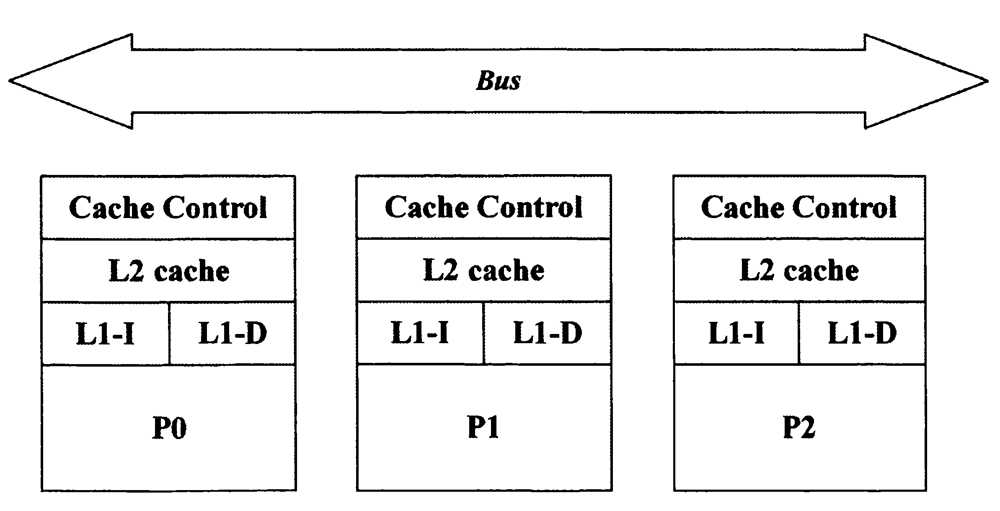 Bus
Cache Control Cache Control Cache Control
L2 cache L2 cache L2 cache
L1-I L1-D L1-I L1-D L1-I L1-D
P0 P1 P2